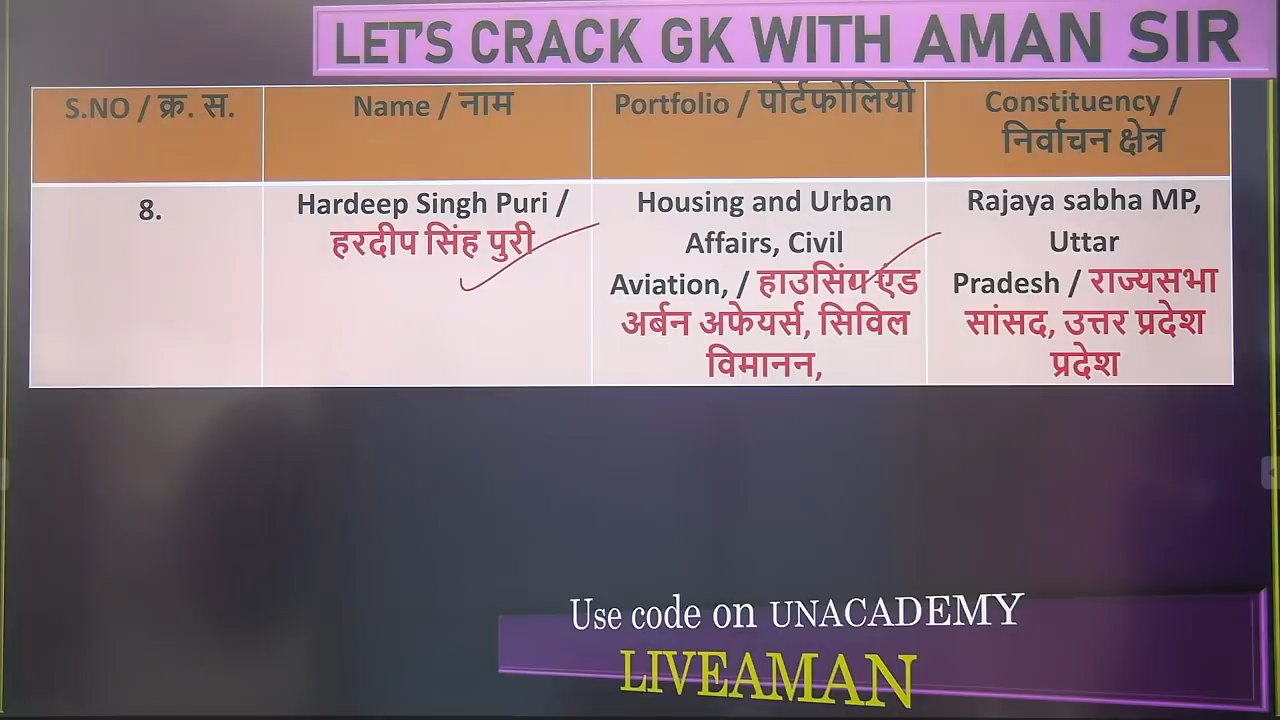 LET'S CRACK GK WITH AMAN SIR
S.NO / क्र. स.
Name / नाम
Portfolio / पोर्टफोलियो
Constituency /
निर्वाचन क्षेत्र
8.
Hardeep Singh Puri /
हरदीप सिंह पुरी
Housing and Urban
Affairs, Civil
Aviation, / हाउसिंग एंड
अर्बन अफेयर्स, सिविल
विमानन,
Rajaya sabha MP,
Uttar
Pradesh / राज्यसभा
सांसद, उत्तर प्रदेश
प्रदेश
Use code on UNACADEMY
LIVEAMAN